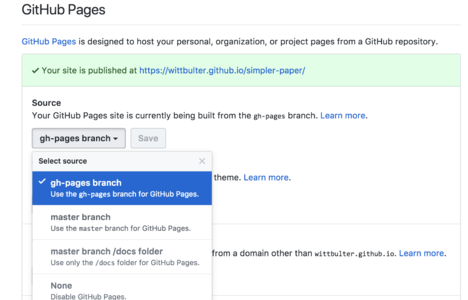 GitHub Pages
GitHub Pages is designed to host your personal, organization, or project pages from a GitHub repository.
✓ Your site is published at https://wittbulter.github.io/simpler-paper/
Source
Your GitHub Pages site is currently being built from the gh-pages branch. Learn more.
gh-pages branch Save
Select source
theme. Learn more.
gh-pages branch
Use the gh-pages branch for GitHub Pages.
master branch
Use the master branch for GitHub Pages.
master branch /docs folder
from a domain other than wittbulter.github.io. Learn more.
Use only the /docs folder for GitHub Pages.
None
Disable GitHub Pages.